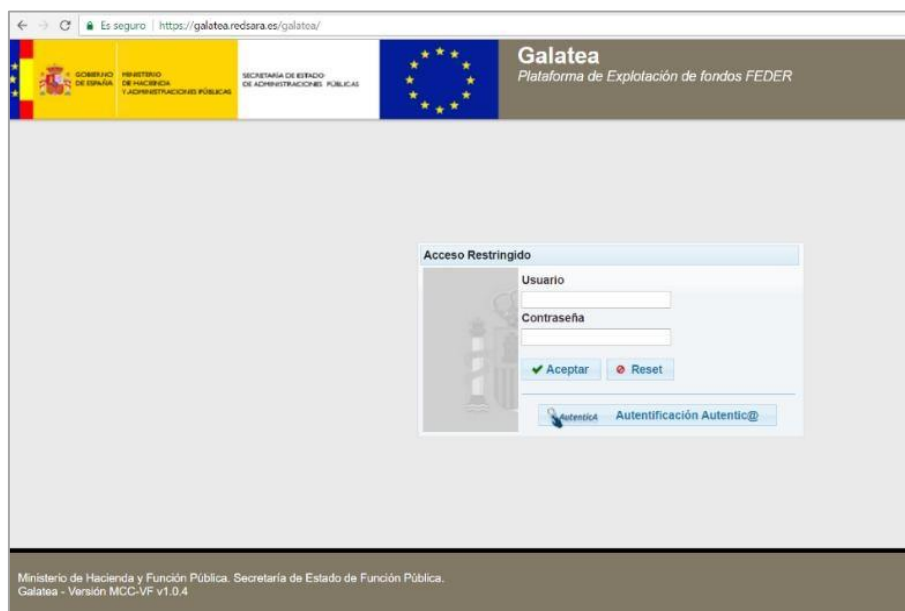 Es seguro | https://galatea.redsara.es/galatea/
GOBIERNO
DE ESPAÑA
MINISTERIO
DE HACIENDA
Y ADMINISTRACIONES PÚBLICAS
SECRETARÍA DE ESTADO
DE ADMINISTRACIONES PÚBLICAS
Galatea
Plataforma de Explotación de fondos FEDER
Acceso Restringido
Usuario
Contraseña
Aceptar
Reset
AutenticA
Autentificación Autentic@
Ministerio de Hacienda y Función Pública. Secretaría de Estado de Función Pública.
Galatea - Versión MCC-VF v1.0.4